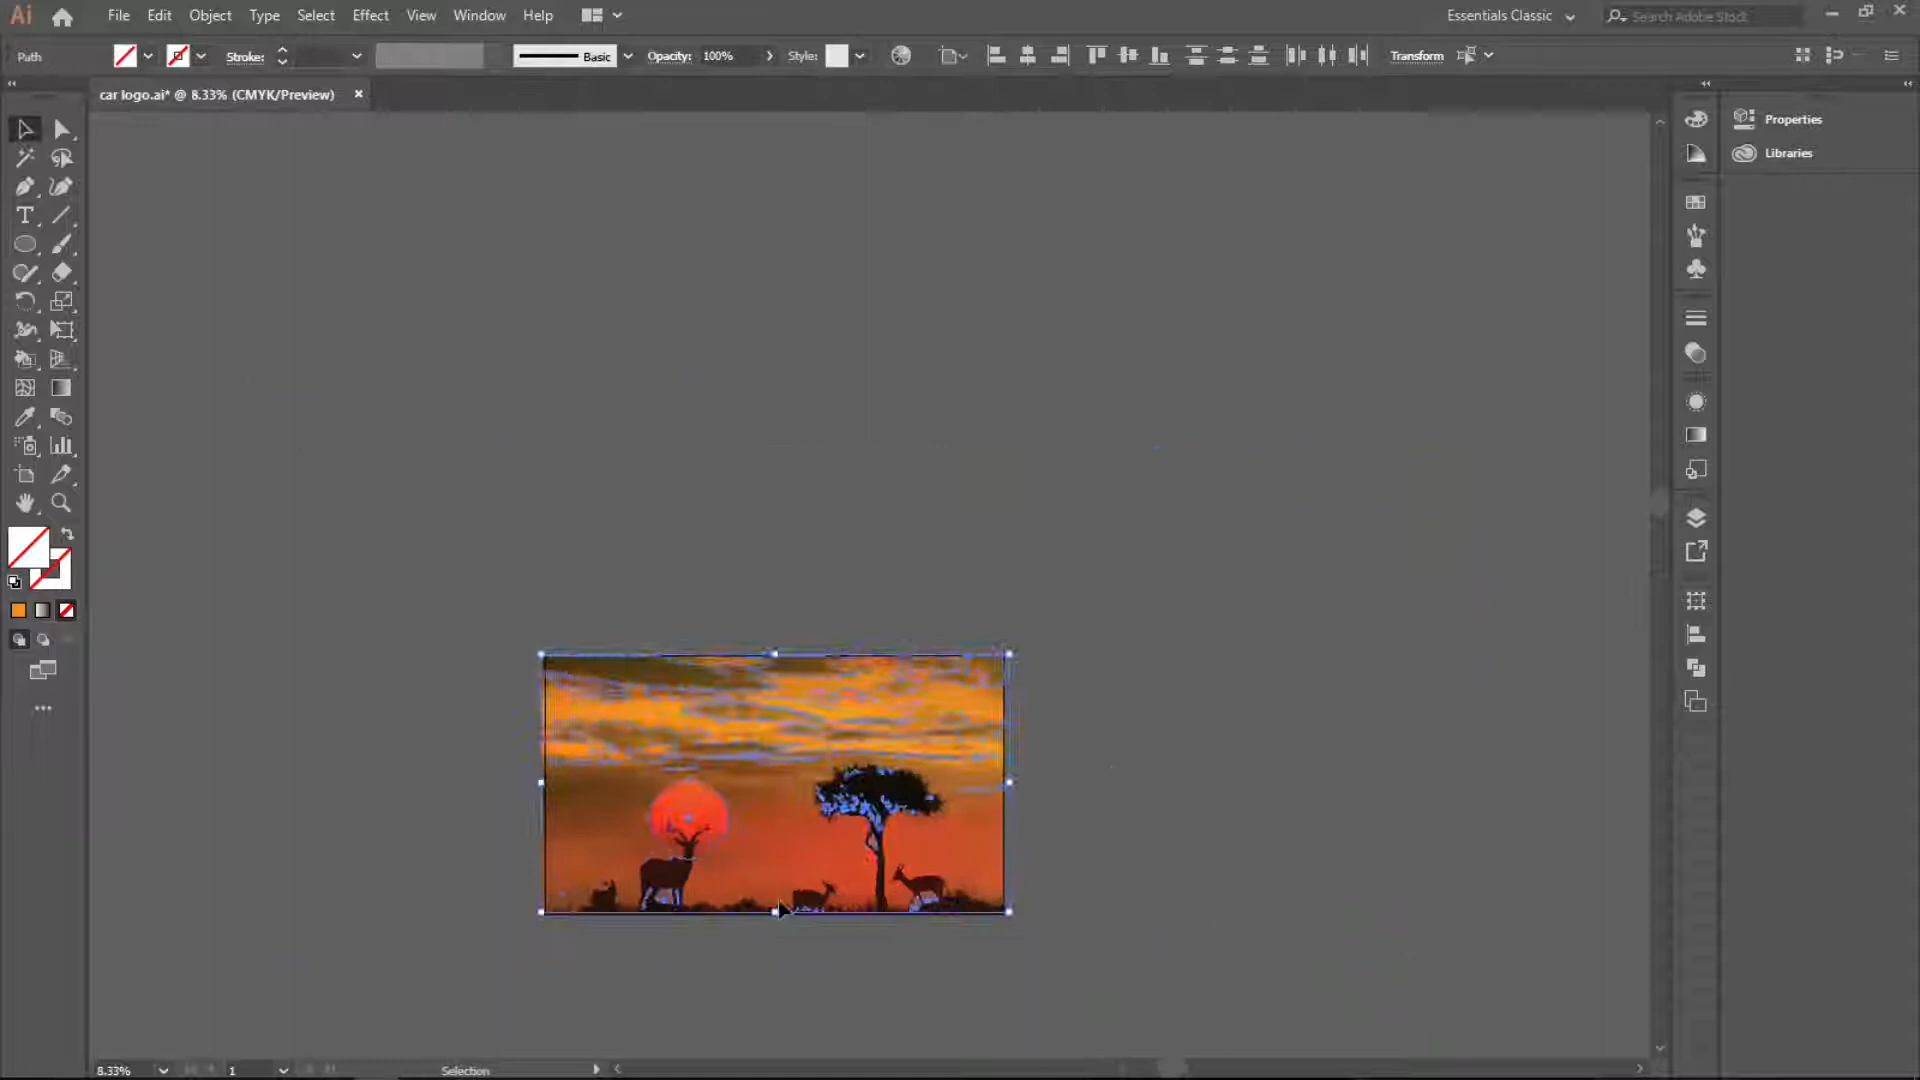 Ai File Edit Object Type Select Effect View Window Help Essentials Classic Search Adobe Stock
Path Stroke: Basic Opacity: 100% Style: Transform
car logo.ai* @ 8.33% (CMYK/Preview)
Properties
Libraries
8.33% 1 Selection